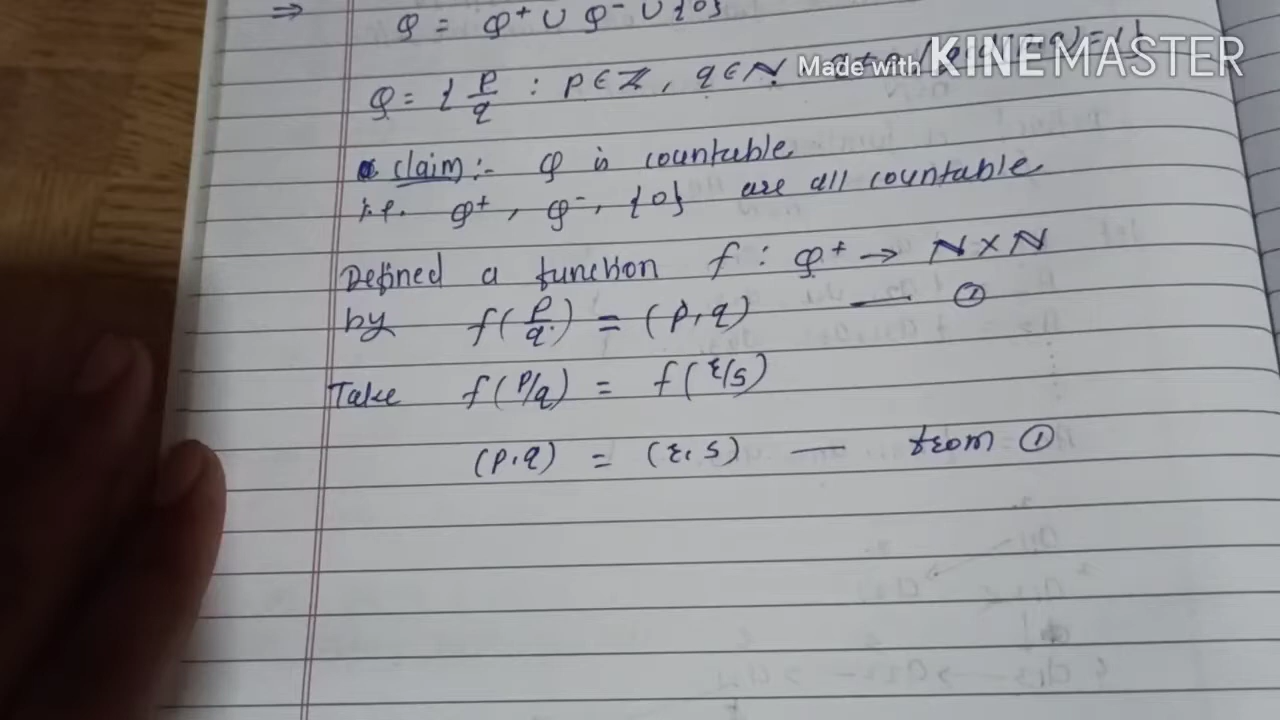 ⇒ Q = Q⁺ ∪ Q⁻ ∪ {0}
Q = { p/q : p ∈ Z, q ∈ N
Made with KINEMASTER
claim:- Q is countable
i.e. Q⁺, Q⁻, {0} are all countable
Defined a function f : Q⁺ → N×N
by f(p/q) = (p,q) — ①
Take f(p/q) = f(r/s)
(p,q) = (r,s) — from ①